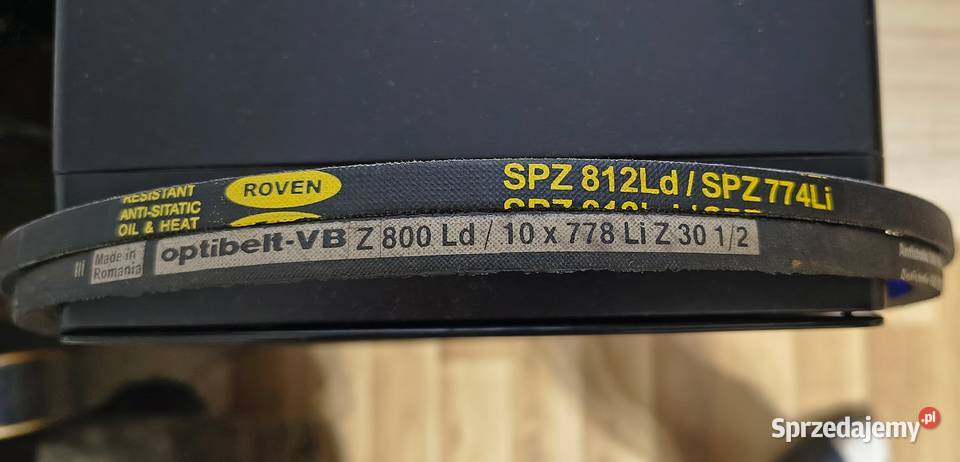 RESISTANT
ANTI-SITATIC
OIL & HEAT
ROVEN
SPZ 812Ld / SPZ 774Li
Made in
Romania
optibelt-VB Z 800 Ld / 10 x 778 Li Z 30 1/2
Sprzedajemy.pl